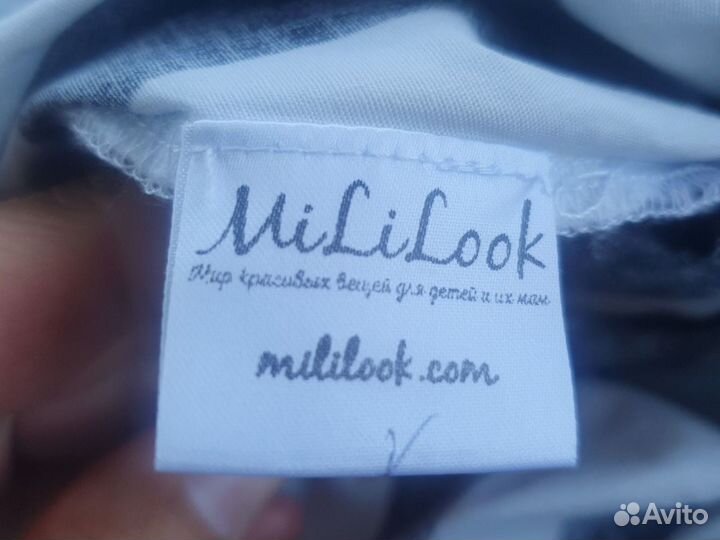 MiLiLook
Мир красивых вещей для детей и их мам
mililook.com
Avito